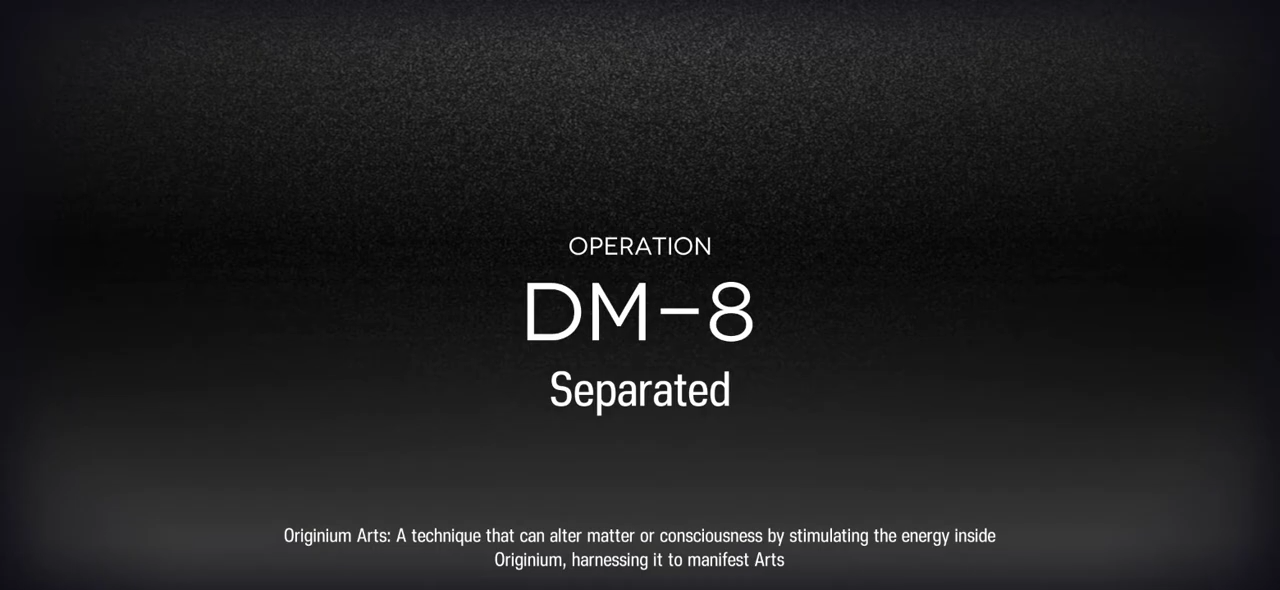 OPERATION
DM-8
Separated
Originium Arts: A technique that can alter matter or consciousness by stimulating the energy inside
Originium, harnessing it to manifest Arts